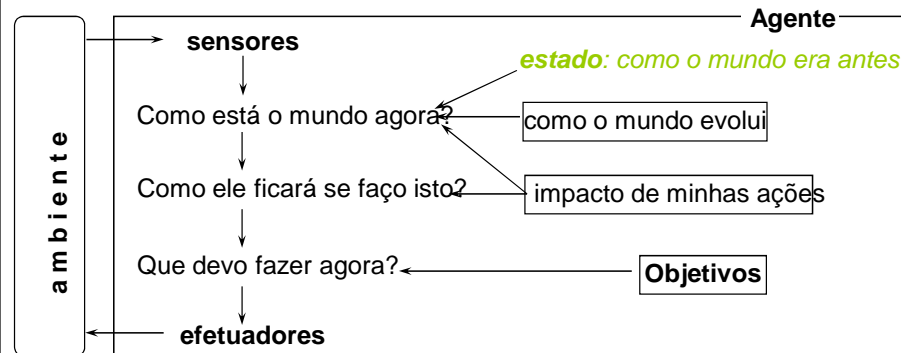 Agente
sensores
estado: como o mundo era antes
Como está o mundo agora?
como o mundo evolui
ambiente
Como ele ficará se faço isto?
impacto de minhas ações
Que devo fazer agora?
Objetivos
efetuadores